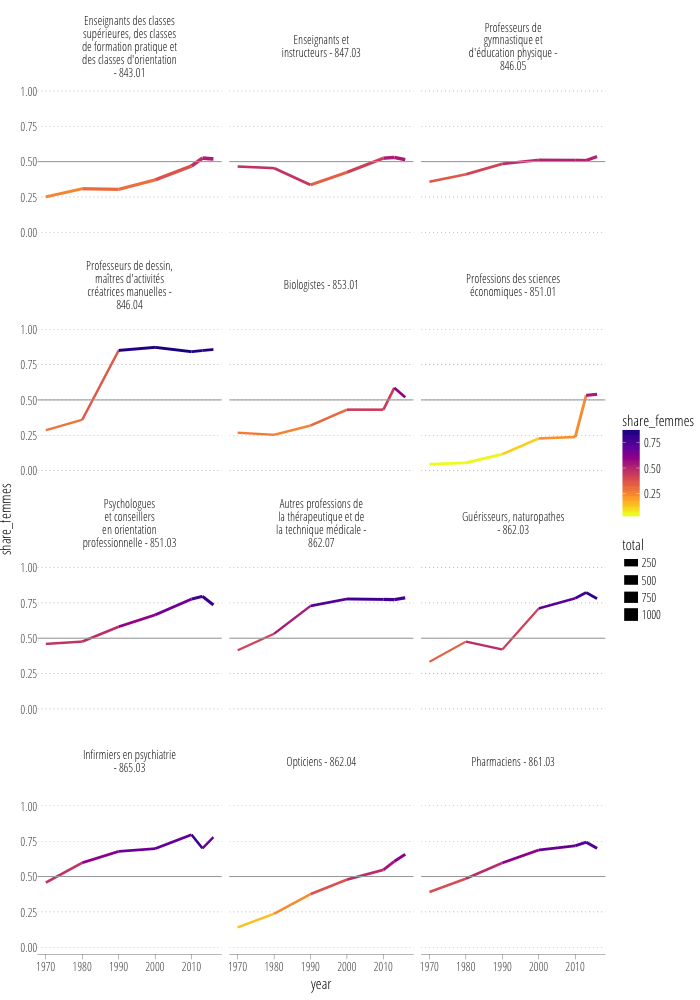 Enseignants des classes
supérieures, des classes
de formation pratique et
des classes d'orientation
- 843.01
Enseignants et
instructeurs - 847.03
Professeurs de
gymnastique et
d'éducation physique -
846.05
1.00
0.75
0.50
0.25
0.00
Professeurs de dessin,
maîtres d'activités
créatrices manuelles -
846.04
Biologistes - 853.01
Professions des sciences
économiques - 851.01
1.00
0.75
0.50
0.25
0.00
share_femmes
0.75
0.50
0.25
total
250
500
750
1000
share_femmes
Psychologues
et conseillers
en orientation
professionnelle - 851.03
Autres professions de
la thérapeutique et de
la technique médicale -
862.07
Guérisseurs, naturopathes
- 862.03
1.00
0.75
0.50
0.25
0.00
Infirmiers en psychiatrie
- 865.03
Opticiens - 862.04
Pharmaciens - 861.03
1.00
0.75
0.50
0.25
0.00
1970 1980 1990 2000 2010
1970 1980 1990 2000 2010
1970 1980 1990 2000 2010
year